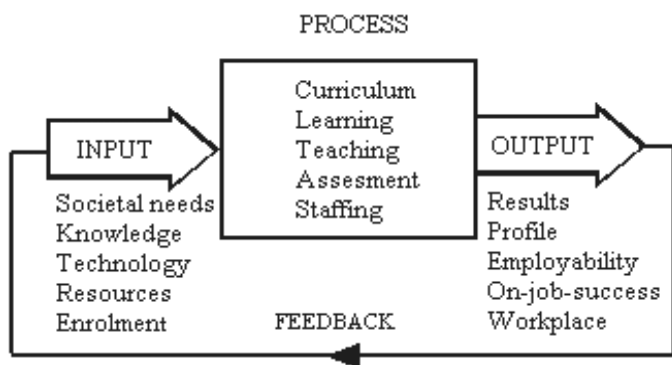 PROCESS
Curriculum
Learning
Teaching
Assesment
Staffing
INPUT
Societal needs
Knowledge
Technology
Resources
Enrolment
OUTPUT
Results
Profile
Employability
On-job-success
Workplace
FEEDBACK